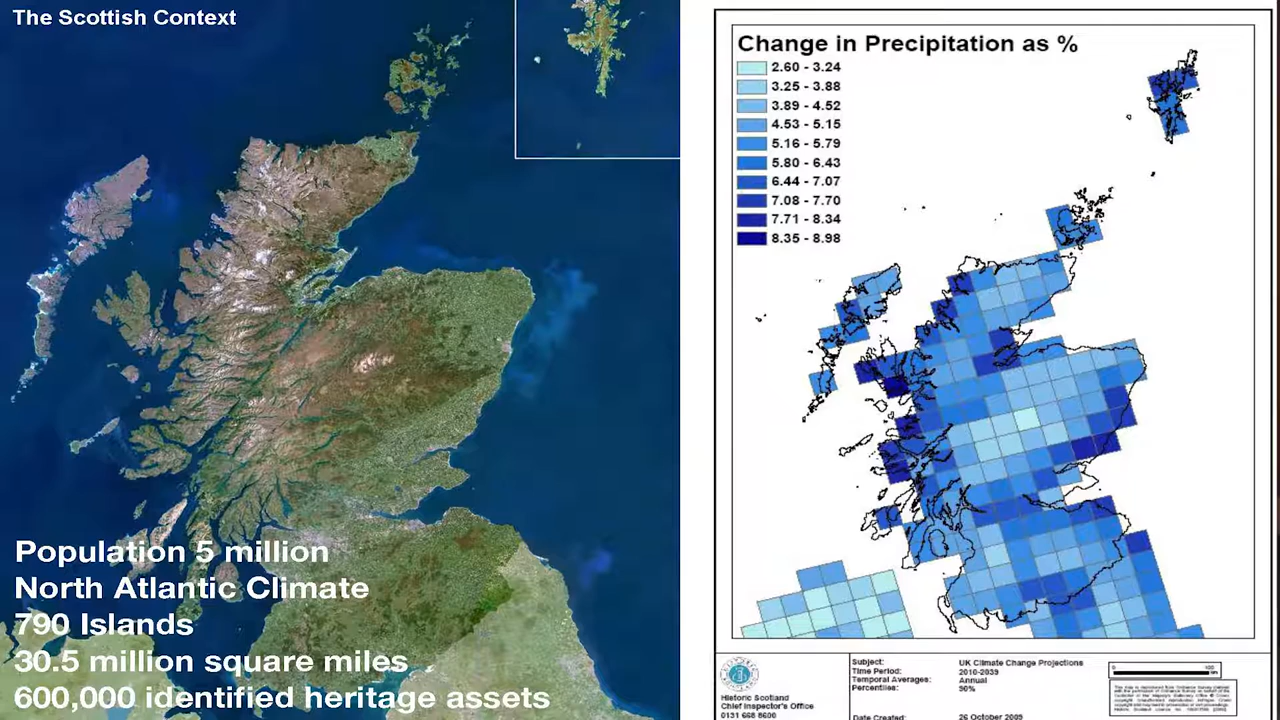 The Scottish Context
Population 5 million
North Atlantic Climate
790 Islands
30.5 million square miles
600 000 identified heritag
ts
Change in Precipitation as %
2.60 - 3.24
3.25 - 3.88
3.89 - 4.52
4.53 - 5.15
5.16 - 5.79
5.80 - 6.43
6.44 - 7.07
7.08 - 7.70
7.71 - 8.34
8.35 - 8.98
Historic Scotland
Chief Inspector's Office
0131 668 8600
Subject: UK Climate Change Projections
Time Period: 2010-2039
Temporal Averages: Annual
Percentiles: 90%
Date Created: 26 October 2009
0 100